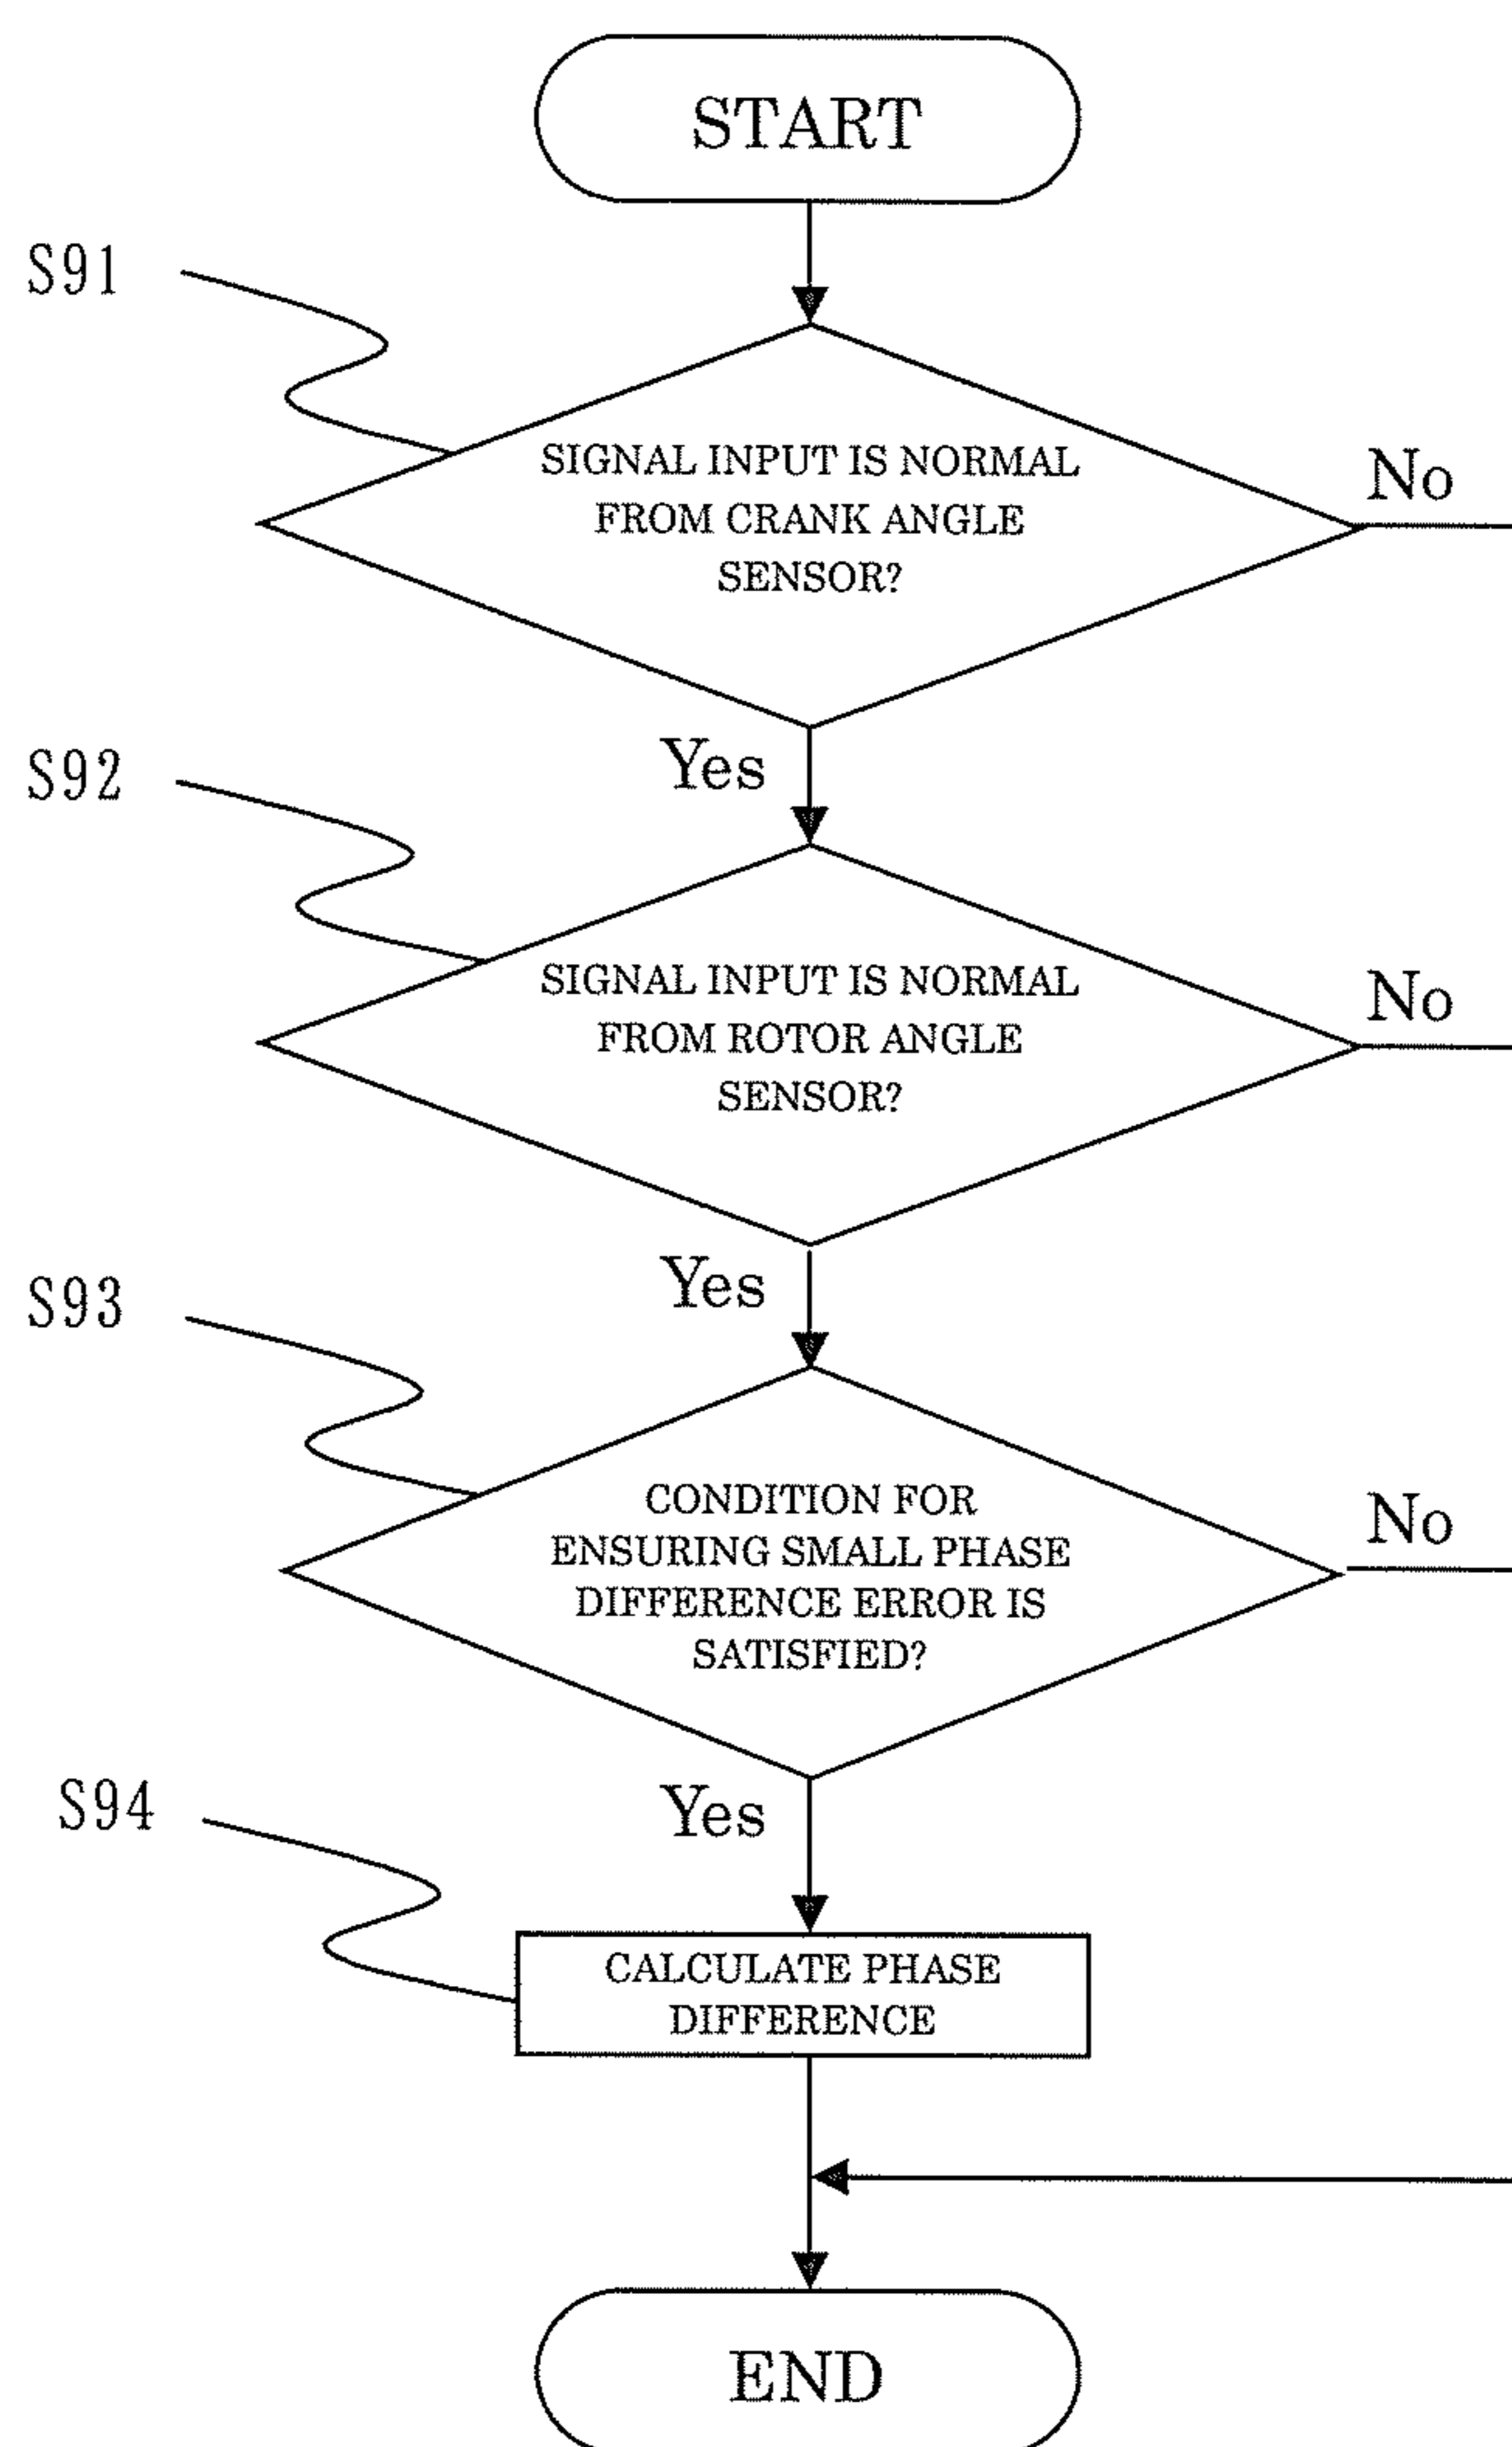 START
S91
SIGNAL INPUT IS NORMAL
FROM CRANK ANGLE
SENSOR?
No
Yes
S92
SIGNAL INPUT IS NORMAL
FROM ROTOR ANGLE
SENSOR?
No
Yes
S93
CONDITION FOR
ENSURING SMALL PHASE
DIFFERENCE ERROR IS
SATISFIED?
No
Yes
S94
CALCULATE PHASE
DIFFERENCE
END